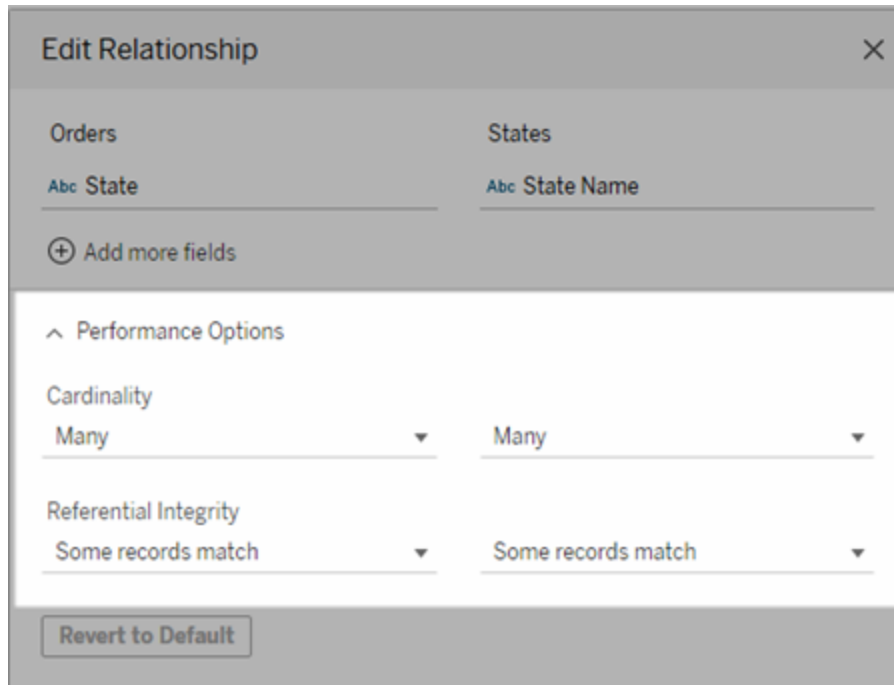 Edit Relationship
Orders States
Abc State Abc State Name
Add more fields
Performance Options
Cardinality
Many Many
Referential Integrity
Some records match Some records match
Revert to Default